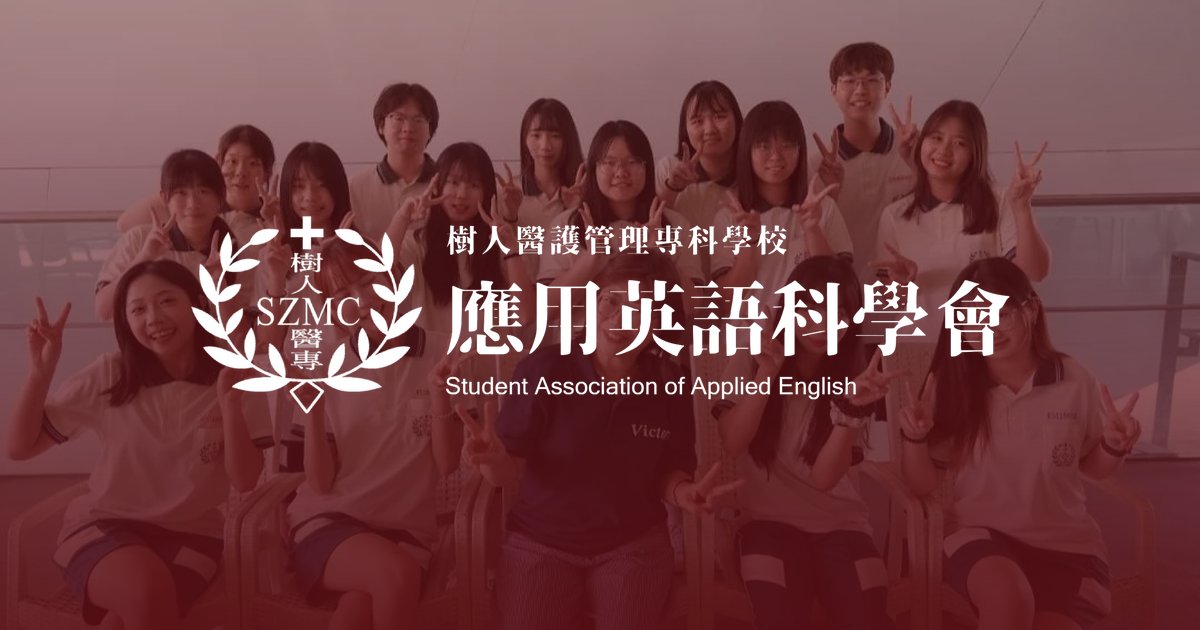 樹人
SZMC
醫專
樹人醫護管理專科學校
應用英語科學會
Student Association of Applied English